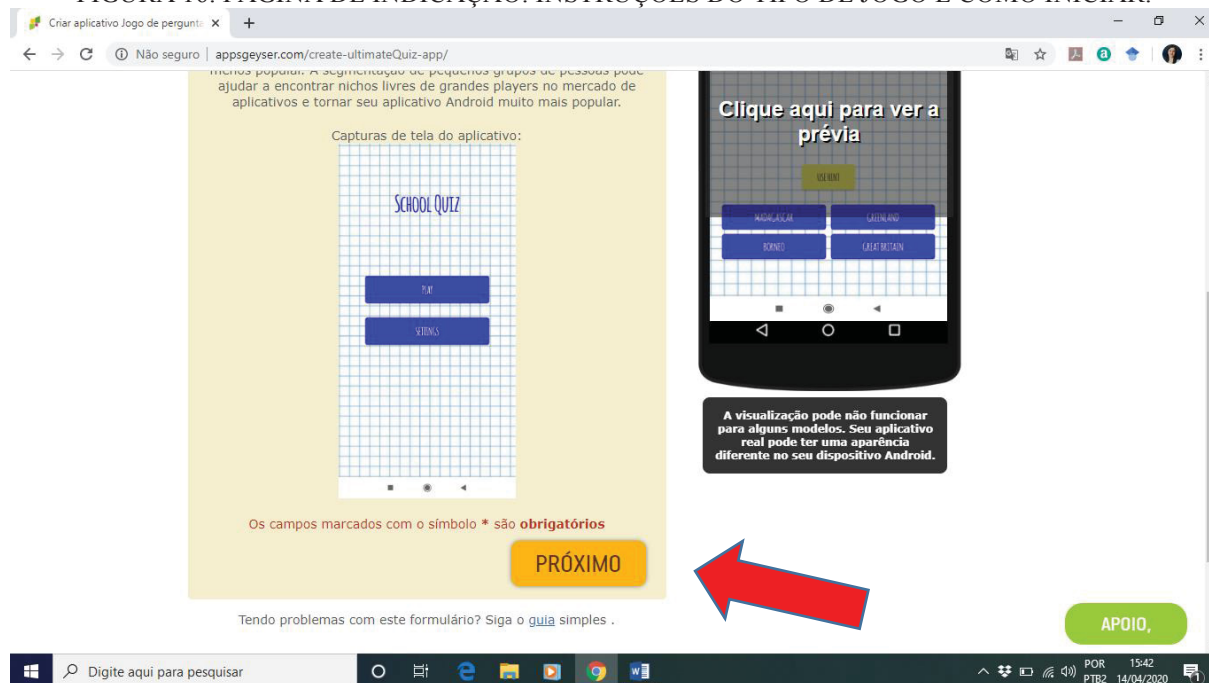 PÁGINA DE INDICAÇÃO: INSTRUÇÕES DO TIPO DE JOGO E COMO INICIAR.
Criar aplicativo Jogo de pergunta
Não seguro | appsgeyser.com/create-ultimateQuiz-app/
menos popular. A segmentação de pequenos grupos de pessoas pode
ajudar a encontrar nichos livres de grandes players no mercado de
aplicativos e tornar seu aplicativo Android muito mais popular.
Capturas de tela do aplicativo:
SCHOOL QUIZ
PLAY
SETTINGS
Os campos marcados com o símbolo * são obrigatórios
PRÓXIMO
Tendo problemas com este formulário? Siga o guia simples .
Clique aqui para ver a
prévia
MADAGASCAR
GREENLAND
BORNEO
GREAT BRITAIN
A visualização pode não funcionar
para alguns modelos. Seu aplicativo
real pode ter uma aparência
diferente no seu dispositivo Android.
APOIO,
Digite aqui para pesquisar
POR
15:42
PTB2
14/04/2020